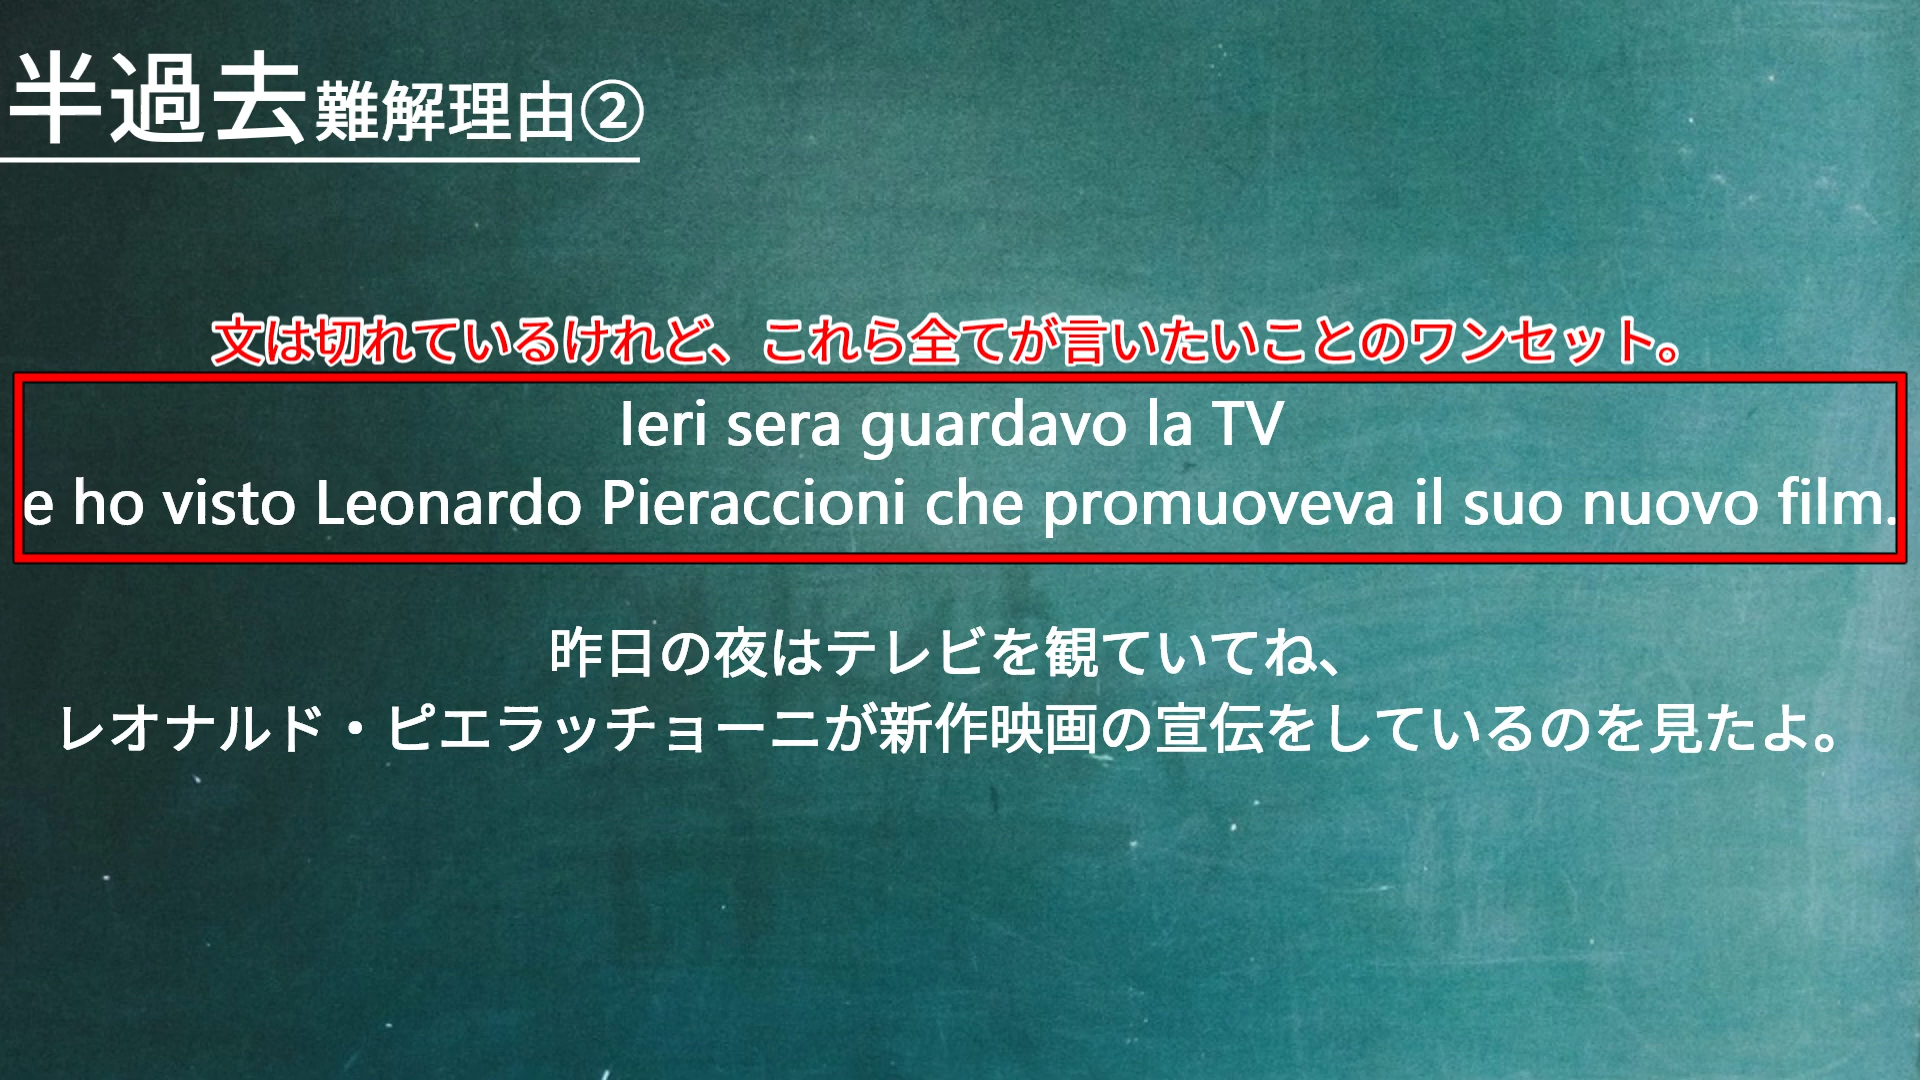 半過去難解理由②
文は切れているけれど、これら全てが言いたいことのワンセット。
Ieri sera guardavo la TV
e ho visto Leonardo Pieraccioni che promuoveva il suo nuovo film.
昨日の夜はテレビを観ていてね、
レオナルド・ピエラッチョーニが新作映画の宣伝をしているのを見たよ。